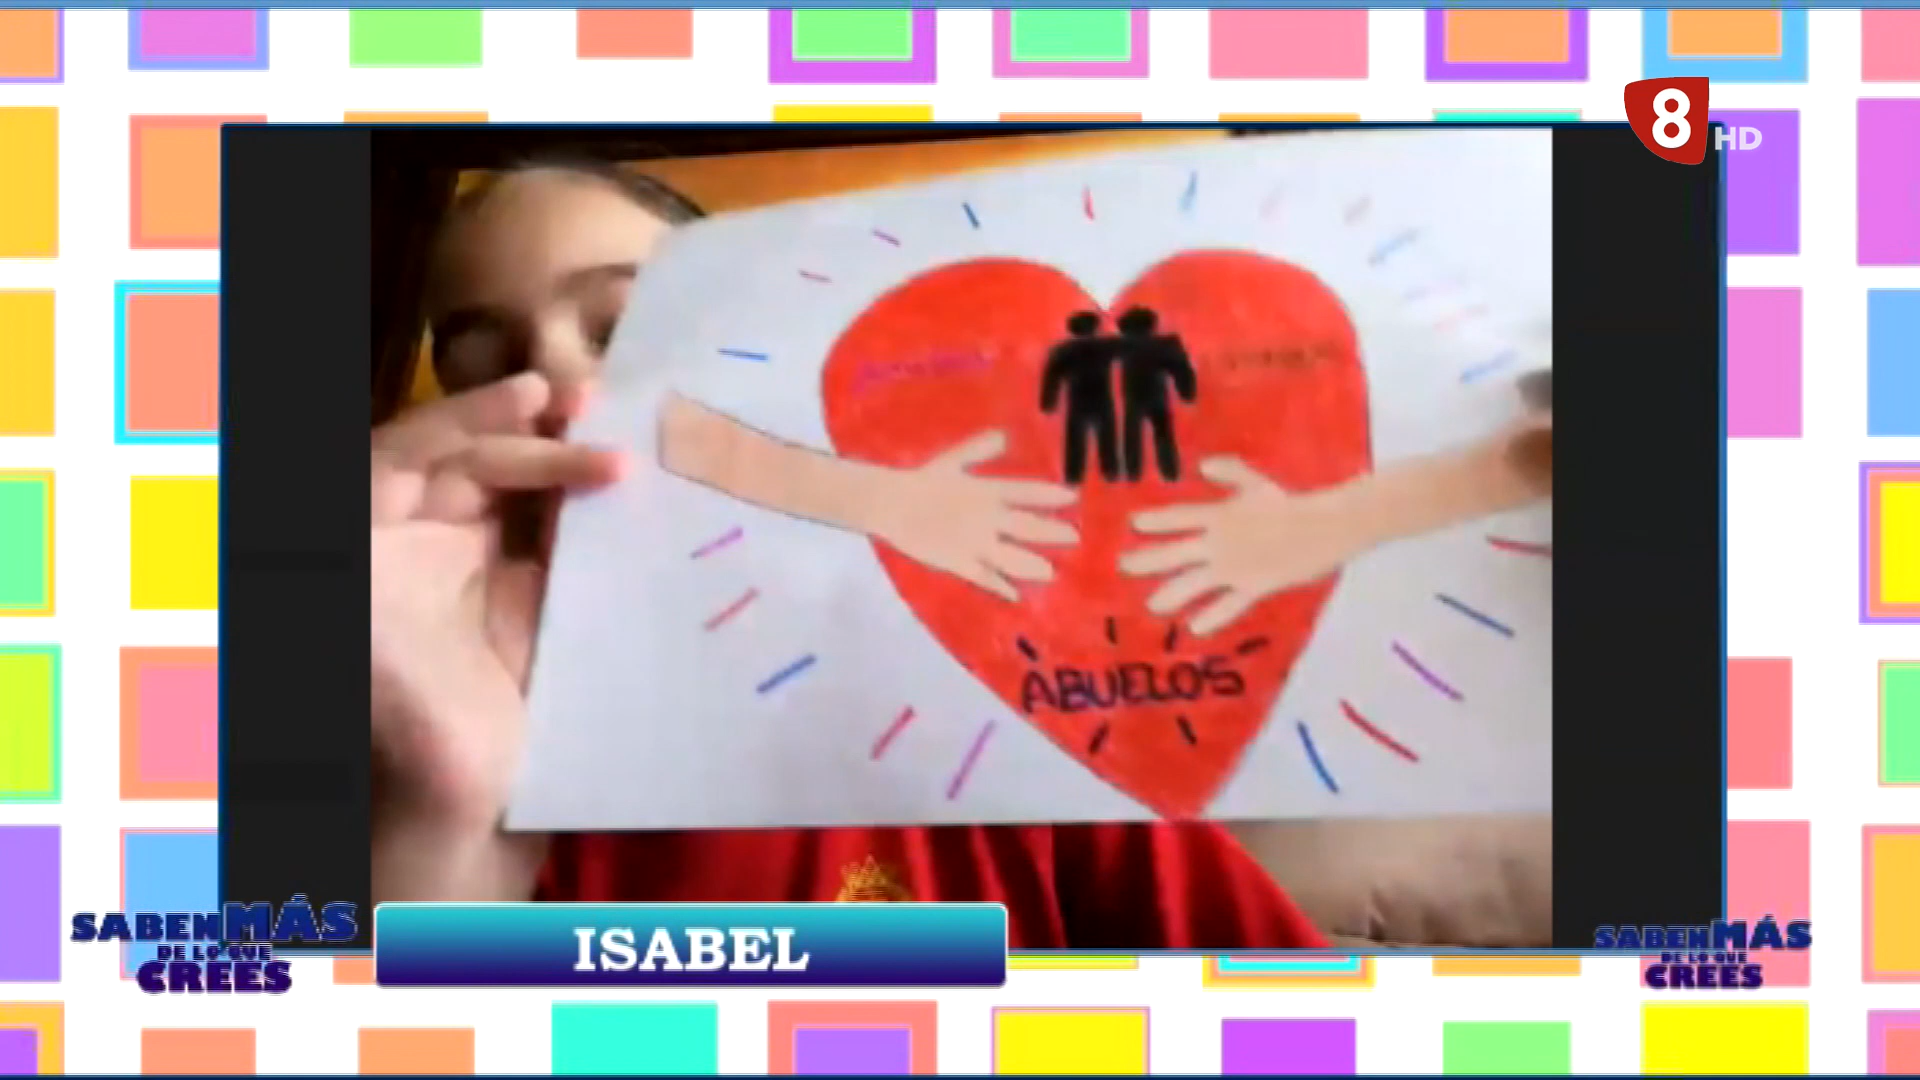 8 HD
ABUELOS
SABEN MÁS
DE LO QUE
CREES
ISABEL
SABEN MÁS
DE LO QUE
CREES